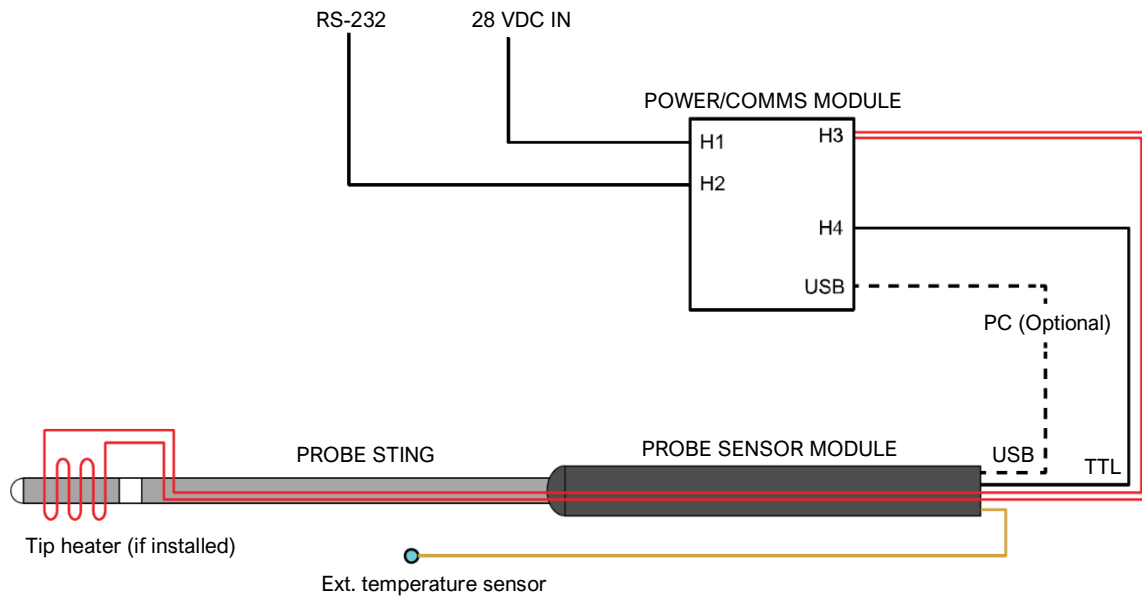 RS-232
28 VDC IN
POWER/COMMS MODULE
H1
H3
H2
H4
USB
PC (Optional)
PROBE STING
PROBE SENSOR MODULE
USB
TTL
Tip heater (if installed)
Ext. temperature sensor